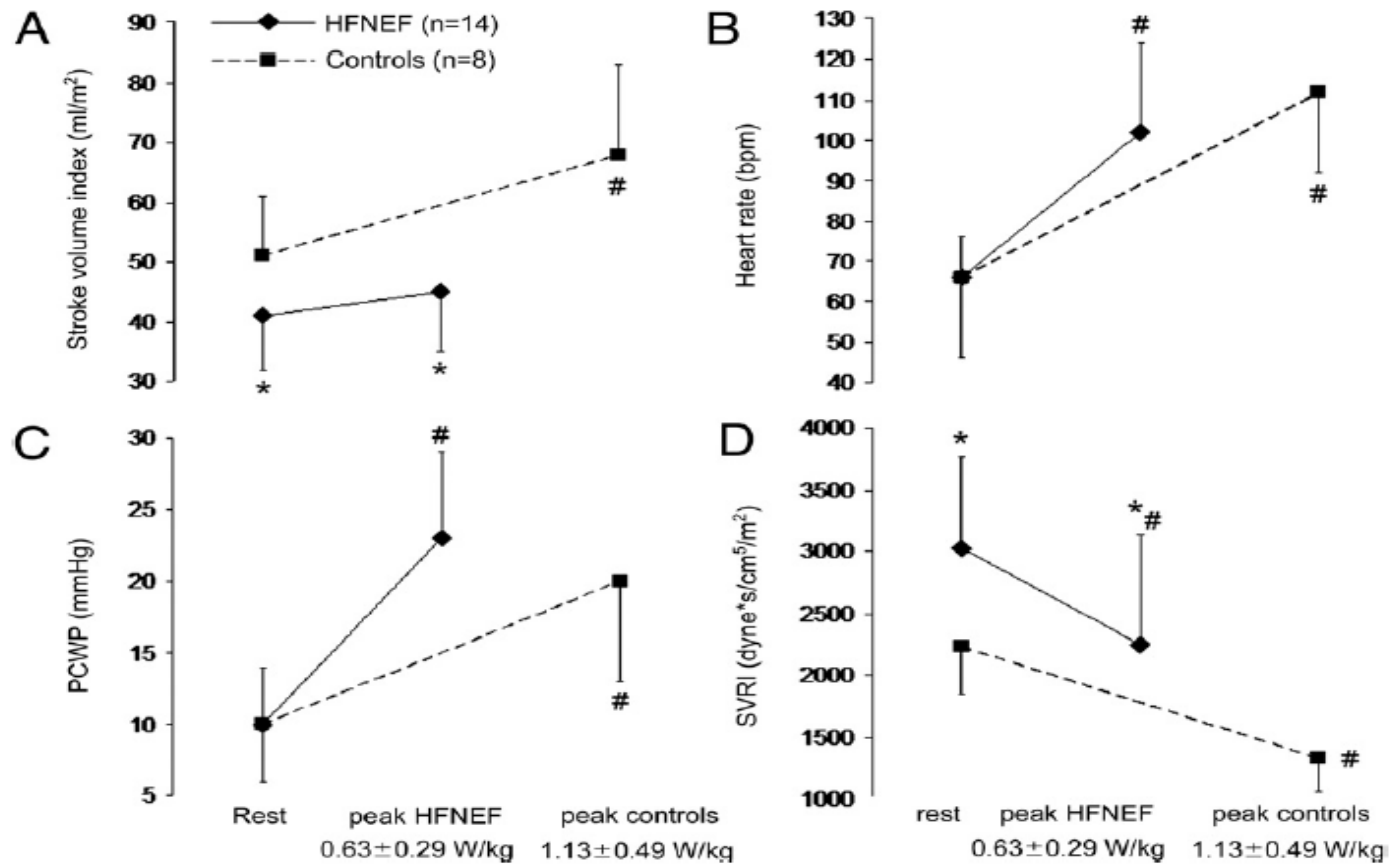 A
Stroke volume index (ml/m²)
90
80
70
60
50
40
30
HFNEF (n=14)
Controls (n=8)
#
*
*
B
Heart rate (bpm)
130
120
110
100
90
80
70
60
50
40
#
#
C
PCWP (mmHg)
30
25
20
15
10
5
#
#
Rest
peak HFNEF
0.63±0.29 W/kg
peak controls
1.13±0.49 W/kg
D
SVRI (dyne*s/cm⁵/m²)
4000
3500
3000
2500
2000
1500
1000
*
*#
#
rest
peak HFNEF
0.63±0.29 W/kg
peak controls
1.13±0.49 W/kg